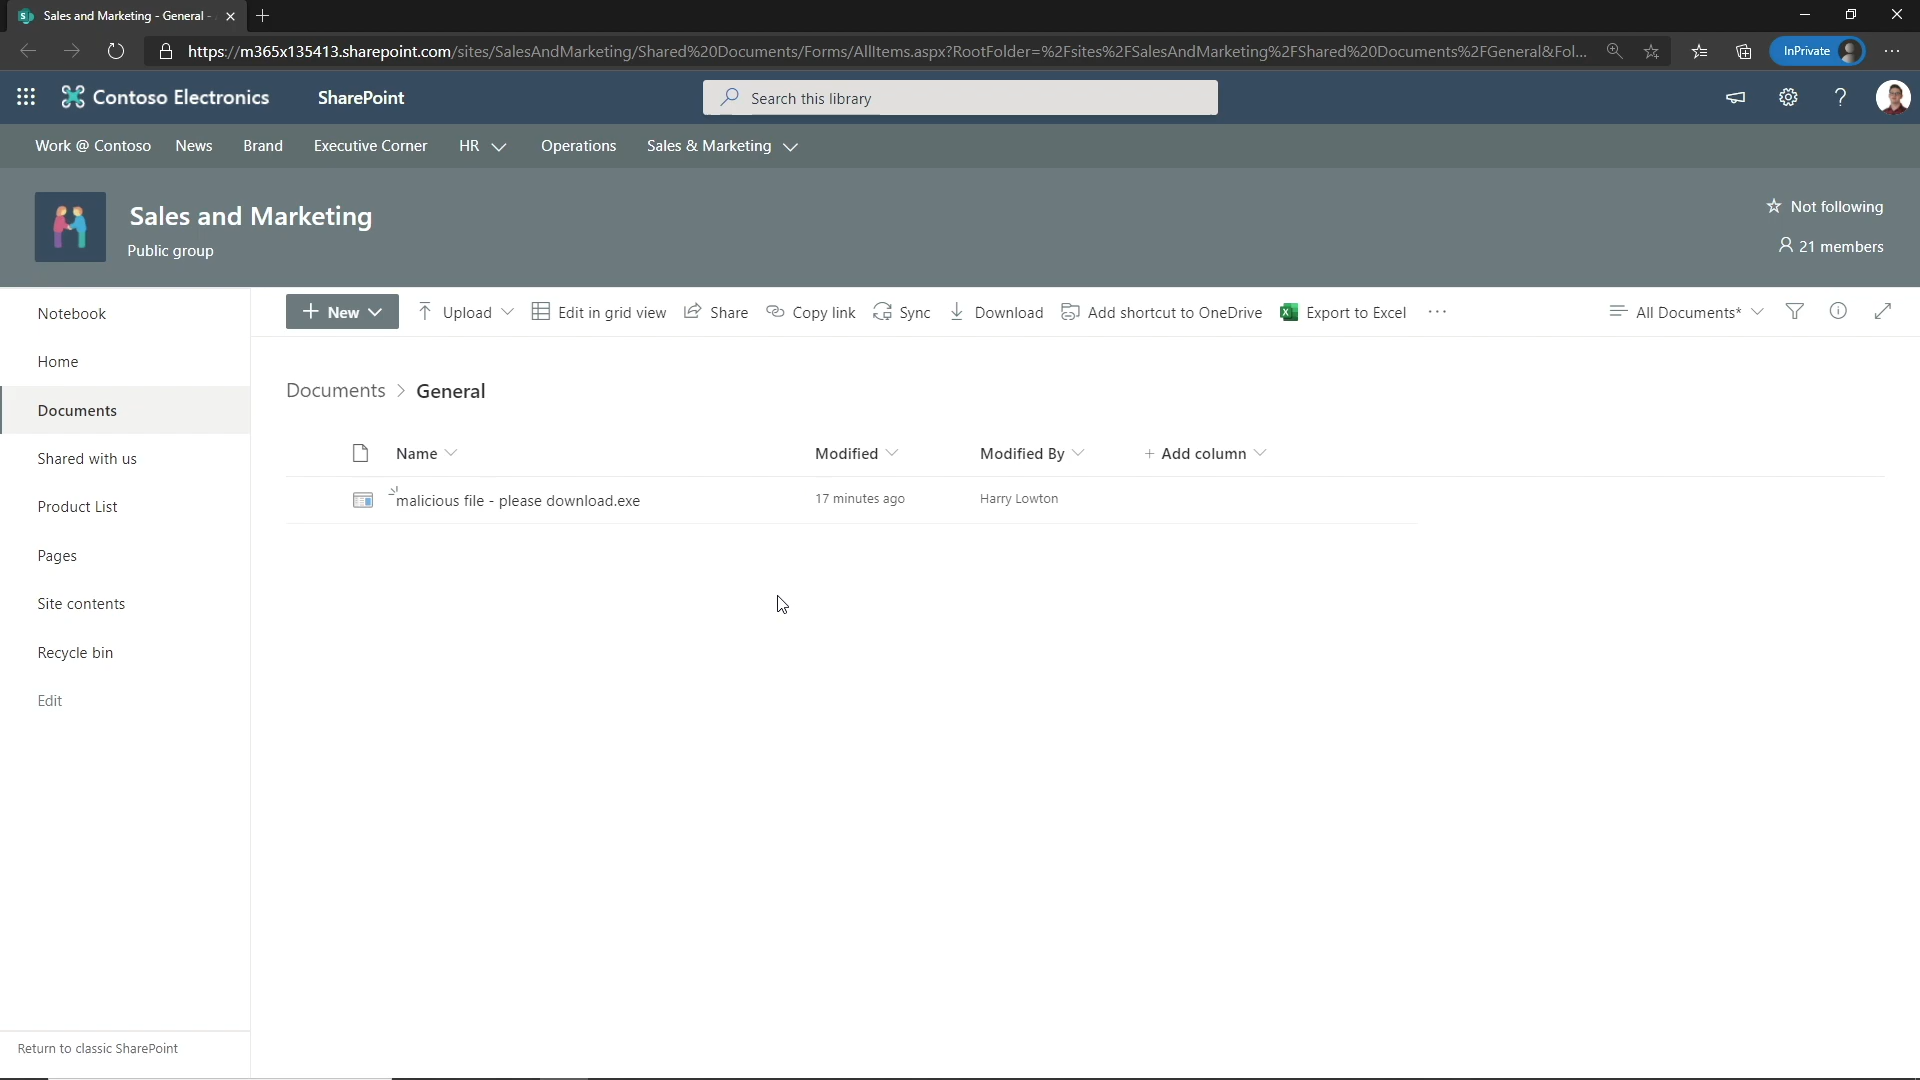 Sales and Marketing - General -
https://m365x135413.sharepoint.com/sites/SalesAndMarketing/Shared%20Documents/Forms/AllItems.aspx?RootFolder=%2Fsites%2FSalesAndMarketing%2FShared%20Documents%2FGeneral&Fol... InPrivate
Contoso Electronics SharePoint Search this library
Work @ Contoso News Brand Executive Corner HR Operations Sales & Marketing
Sales and Marketing
Public group
Not following
21 members
Notebook
Home
Documents
Shared with us
Product List
Pages
Site contents
Recycle bin
Edit
Return to classic SharePoint
+ New Upload Edit in grid view Share Copy link Sync Download Add shortcut to OneDrive Export to Excel ... All Documents*
Documents > General
Name Modified Modified By + Add column
malicious file - please download.exe 17 minutes ago Harry Lowton